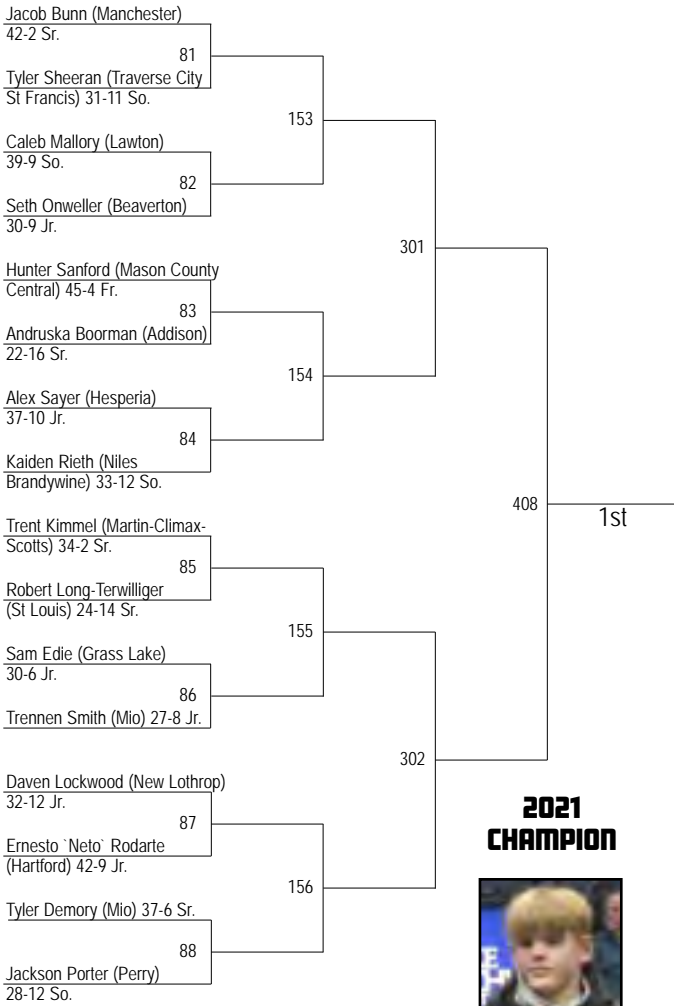 Jacob Bunn (Manchester)
42-2 Sr.
81
Tyler Sheeran (Traverse City
St Francis) 31-11 So.
153
Caleb Mallory (Lawton)
39-9 So.
82
Seth Onweller (Beaverton)
30-9 Jr.
301
Hunter Sanford (Mason County
Central) 45-4 Fr.
83
Andruska Boorman (Addison)
22-16 Sr.
154
Alex Sayer (Hesperia)
37-10 Jr.
84
Kaiden Rieth (Niles
Brandywine) 33-12 So.
408
1st
Trent Kimmel (Martin-Climax-
Scotts) 34-2 Sr.
85
Robert Long-Terwilliger
(St Louis) 24-14 Sr.
155
Sam Edie (Grass Lake)
30-6 Jr.
86
Trennen Smith (Mio) 27-8 Jr.
302
Daven Lockwood (New Lothrop)
32-12 Jr.
87
Ernesto `Neto` Rodarte
(Hartford) 42-9 Jr.
156
Tyler Demory (Mio) 37-6 Sr.
88
Jackson Porter (Perry)
28-12 So.
2021
CHAMPION